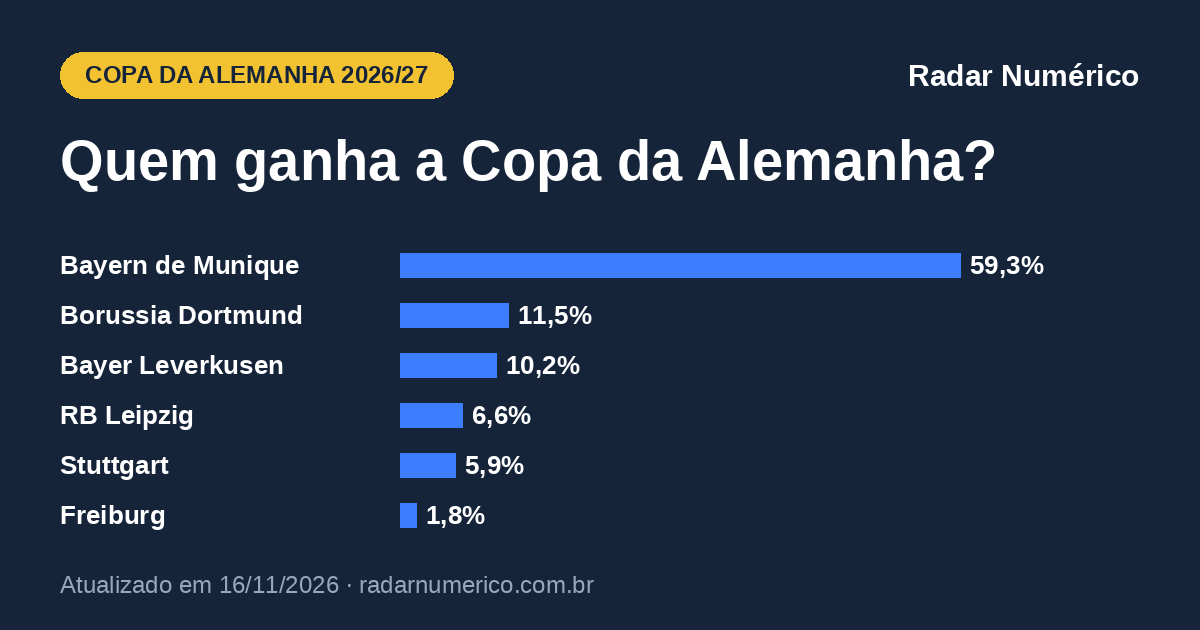 COPA DA ALEMANHA 2026/27
Radar Numérico
Quem ganha a Copa da Alemanha?
Bayern de Munique 59,3%
Borussia Dortmund 11,5%
Bayer Leverkusen 10,2%
RB Leipzig 6,6%
Stuttgart 5,9%
Freiburg 1,8%
Atualizado em 16/11/2026 · radarnumerico.com.br